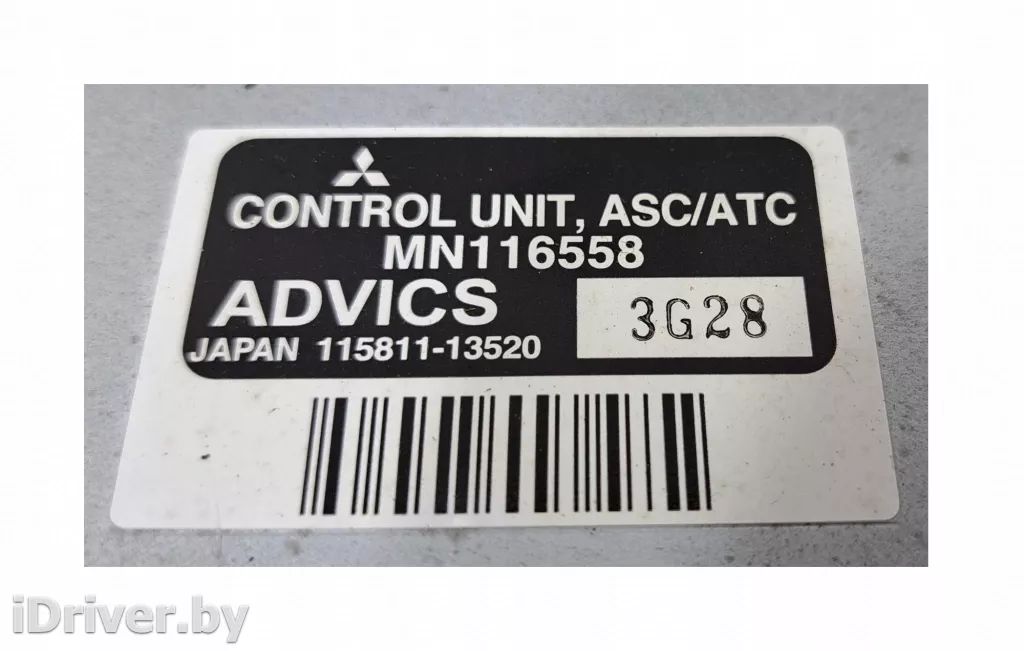 CONTROL UNIT, ASC/ATC
MN116558
ADVICS
3G28
JAPAN 115811-13520
iDriver.by